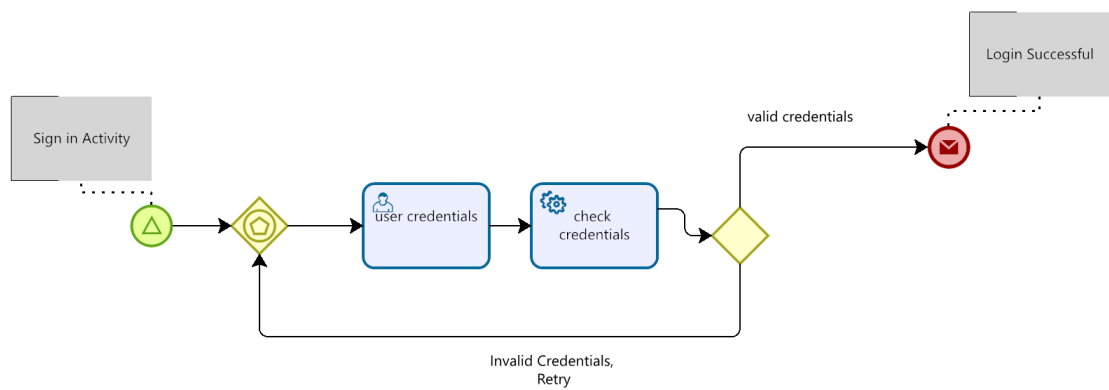 Login Successful
Sign in Activity
valid credentials
user credentials
check
credentials
Invalid Credentials,
Retry